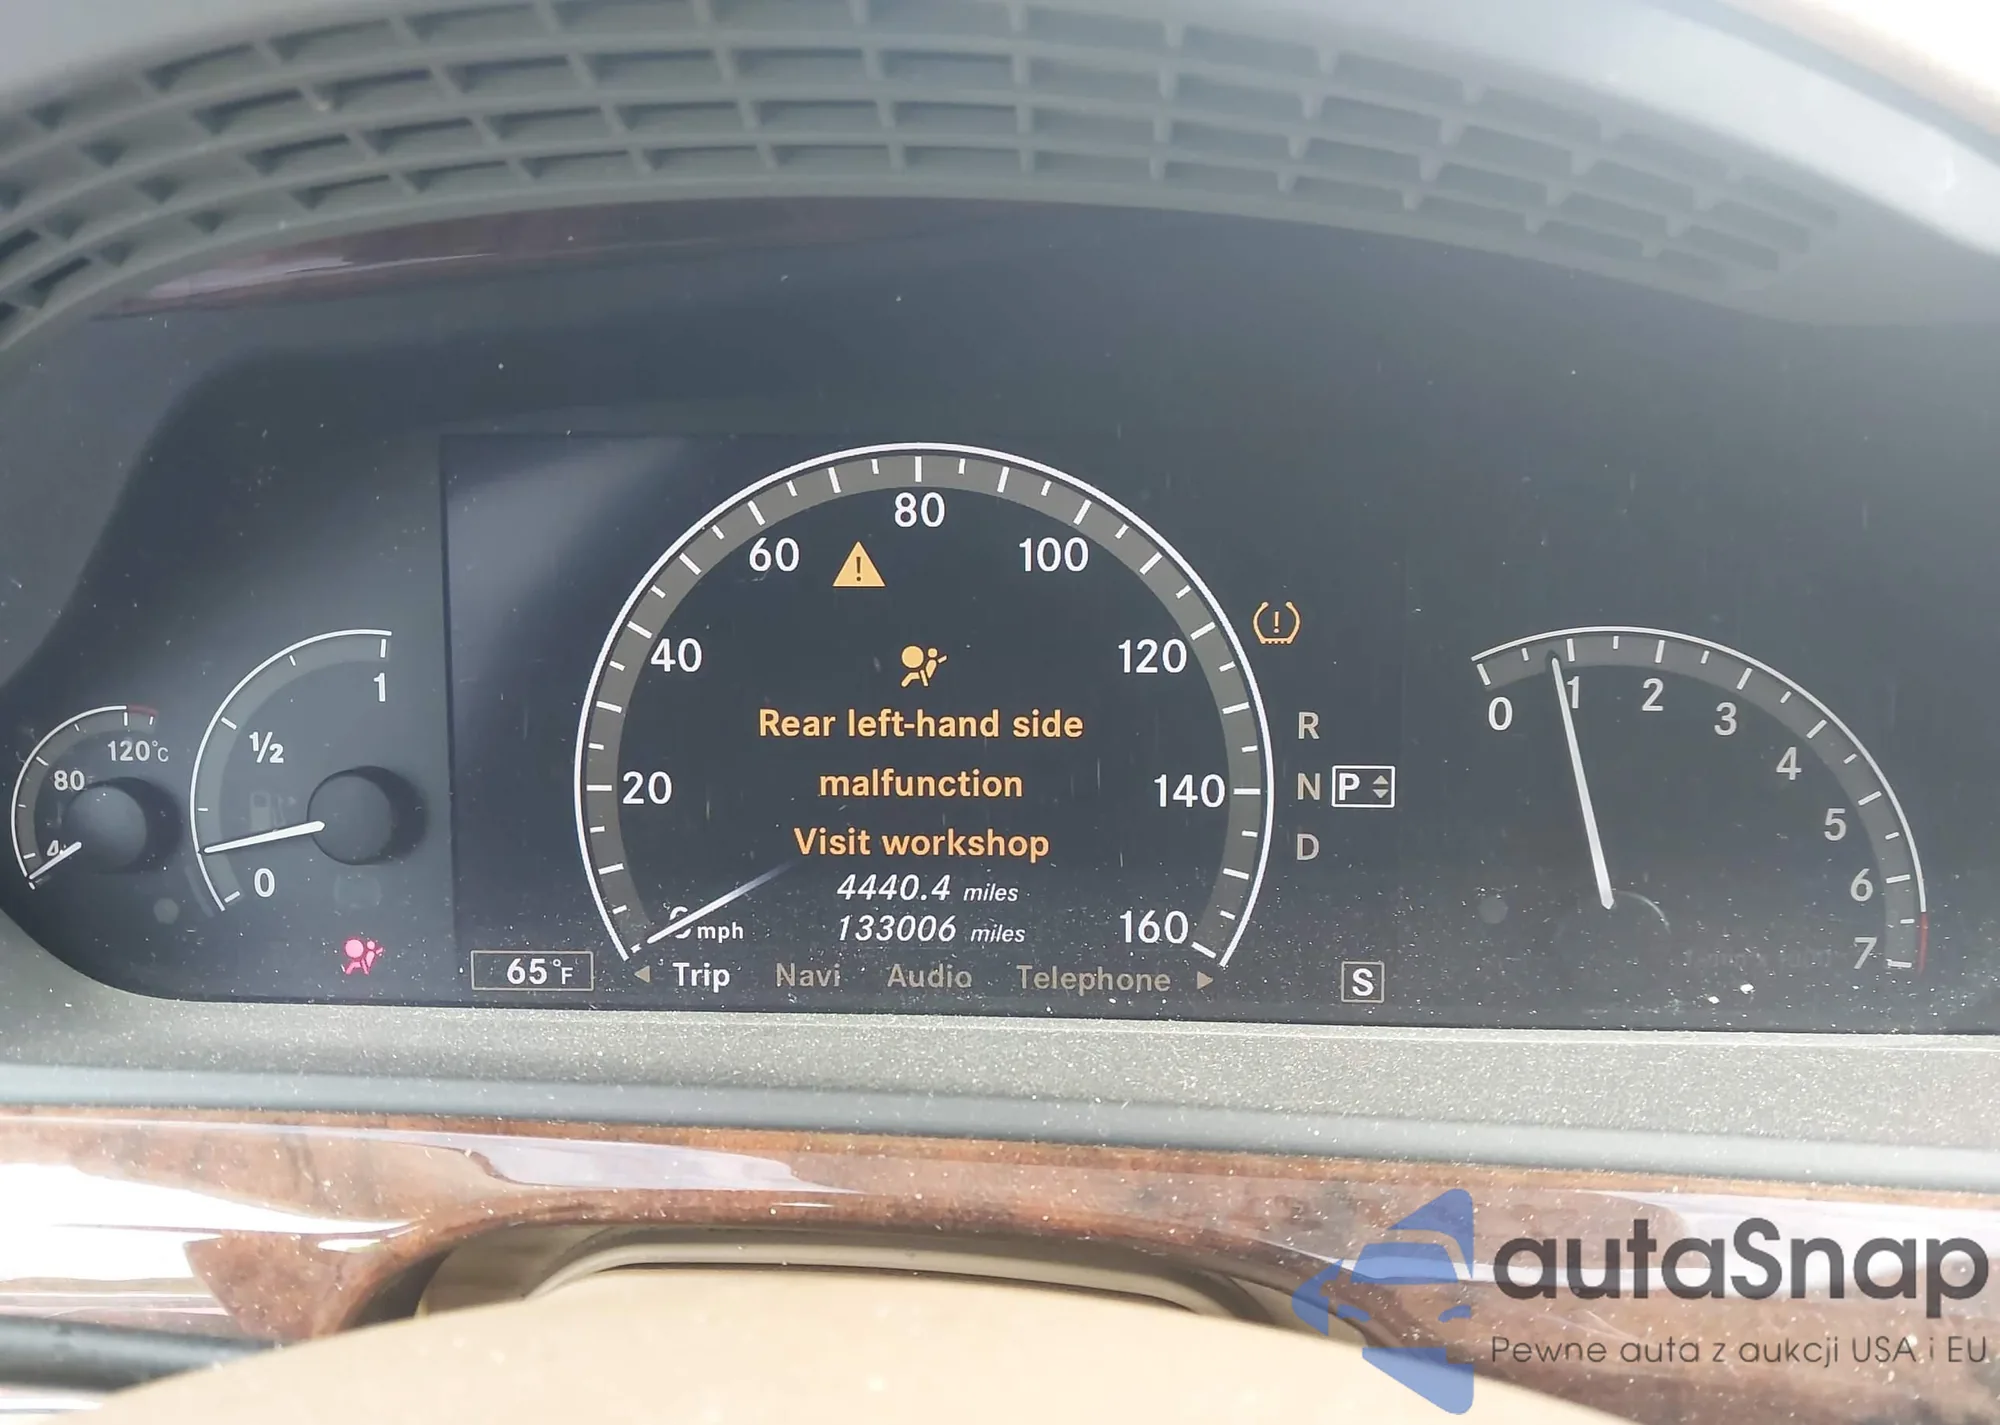 80
60
100
40
120
1
½
120°C
80
0
20
140
160
0
mph
Rear left-hand side
malfunction
Visit workshop
4440.4 miles
133006 miles
65°F
Trip Navi Audio Telephone
R
N P
D
S
0 1 2 3 4 5 6 7
autaSnap
Pewne auta z aukcji USA i EU